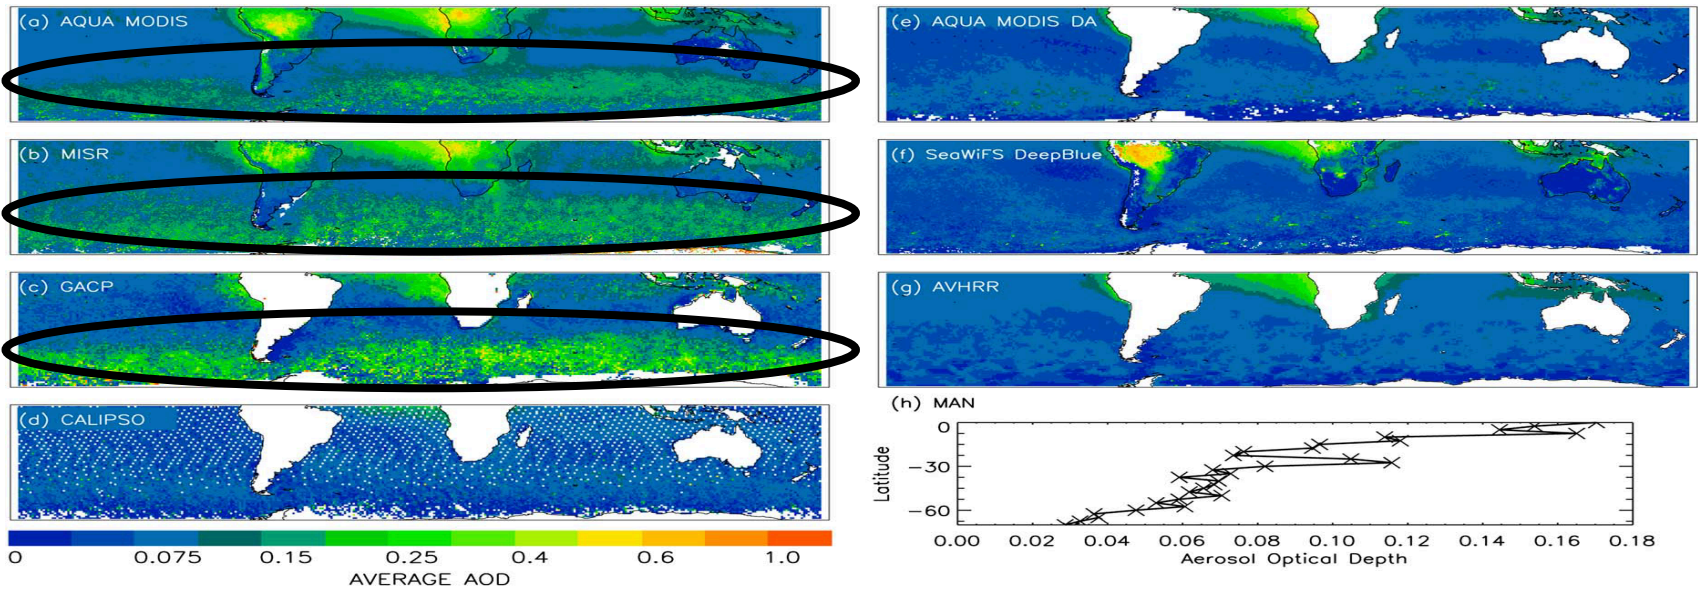 (a) AQUA MODIS
(b) MISR
(c) GACP
(d) CALIPSO
0 0.075 0.15 0.25 0.4 0.6 1.0
AVERAGE AOD
(e) AQUA MODIS DA
(f) SeaWiFS DeepBlue
(g) AVHRR
(h) MAN
0
-30
-60
Latitude
0.00 0.02 0.04 0.06 0.08 0.10 0.12 0.14 0.16 0.18
Aerosol Optical Depth